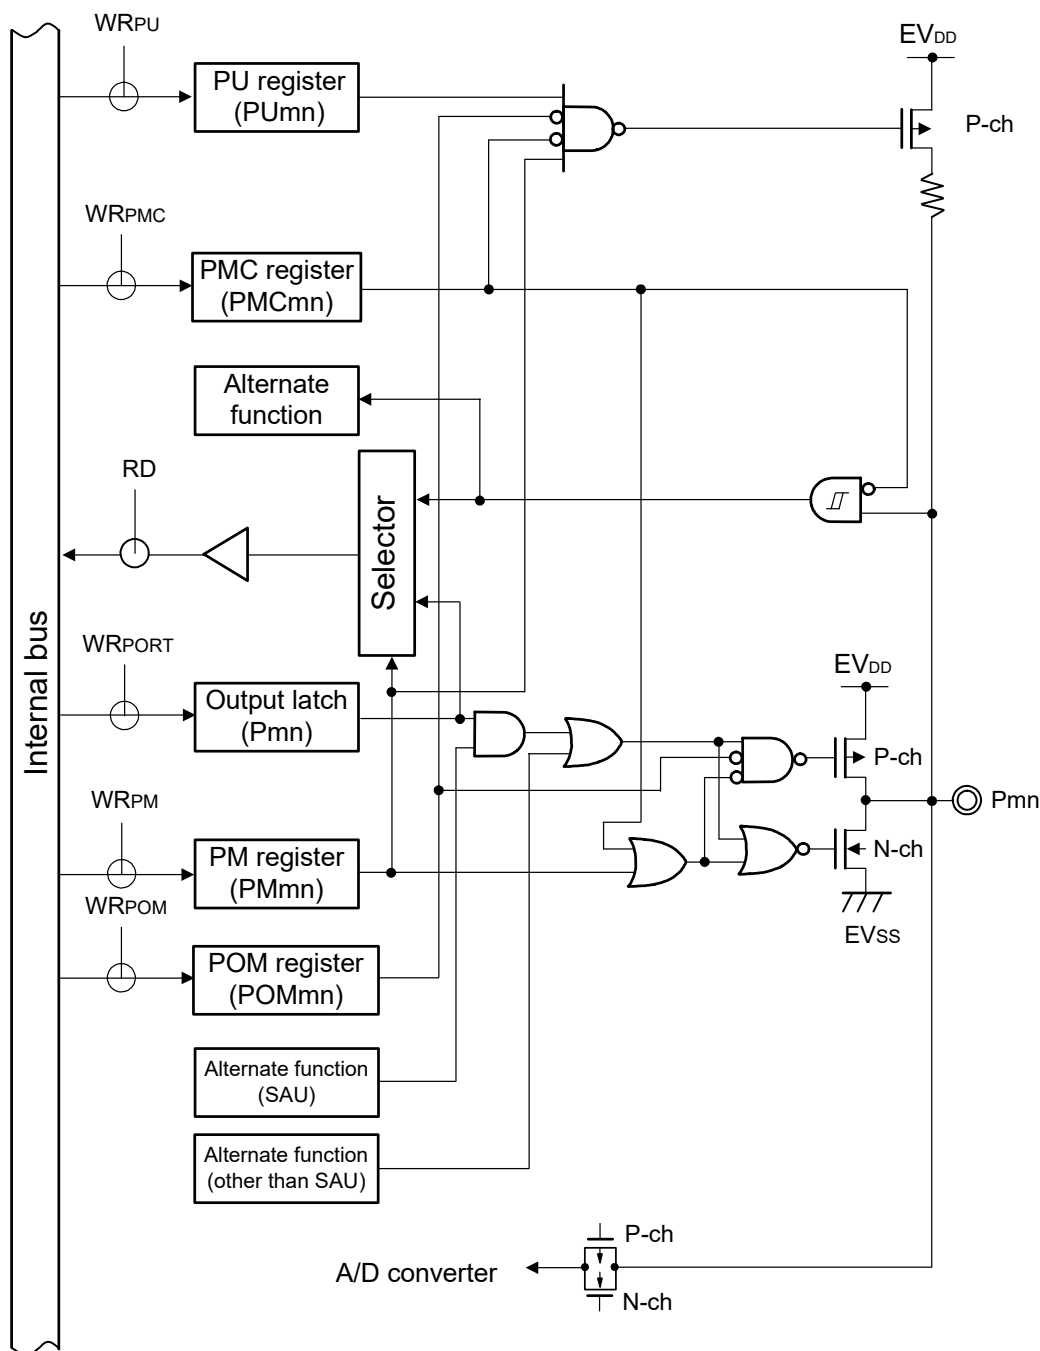 WRPU
EVDD
PU register
(PUmn)
P-ch
WRPMC
PMC register
(PMCmn)
Alternate
function
RD
Selector
Internal bus
WRPORT
Output latch
(Pmn)
EVDD
P-ch
Pmn
WRPM
PM register
(PMmn)
N-ch
WRPOM
EVSS
POM register
(POMmn)
Alternate function
(SAU)
Alternate function
(other than SAU)
P-ch
A/D converter
N-ch